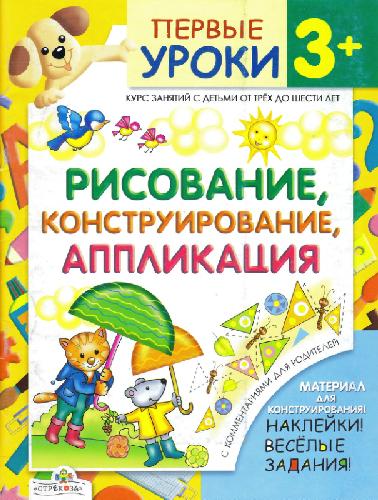 ПЕРВЫЕ
УРОКИ
3+
КУРС ЗАНЯТИЙ С ДЕТЬМИ ОТ ТРЁХ ДО ШЕСТИ ЛЕТ
РИСОВАНИЕ,
КОНСТРУИРОВАНИЕ,
АППЛИКАЦИЯ
С КОММЕНТАРИЯМИ ДЛЯ РОДИТЕЛЕЙ
МАТЕРИАЛ
ДЛЯ
КОНСТРУИРОВАНИЯ!
НАКЛЕЙКИ!
ВЕСЁЛЫЕ
ЗАДАНИЯ!
«СТРЕКОЗА»